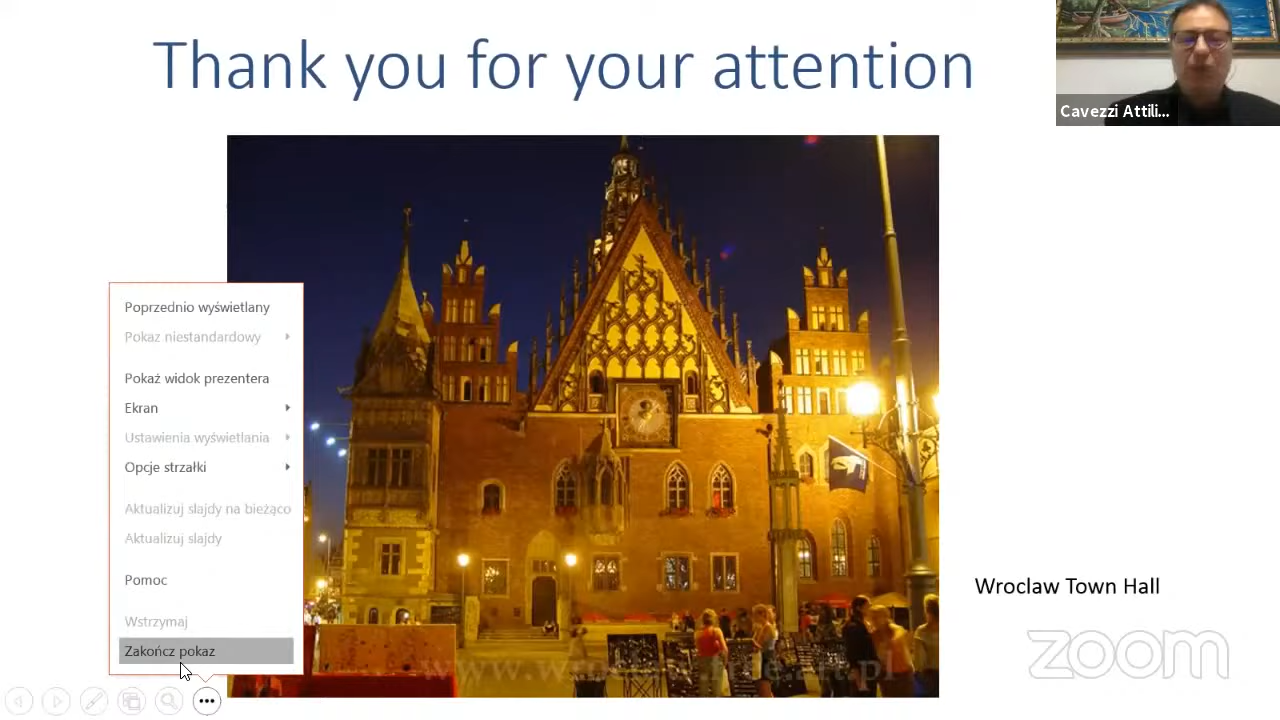 Thank you for your attention
Cavezzi Attili...
Poprzednio wyświetlany
Pokaz niestandardowy
Pokaż widok prezentera
Ekran
Ustawienia wyświetlania
Opcje strzałki
Aktualizuj slajdy na bieżąco
Aktualizuj slajdy
Pomoc
Wstrzymaj
Zakończ pokaz
Wroclaw Town Hall
zoom